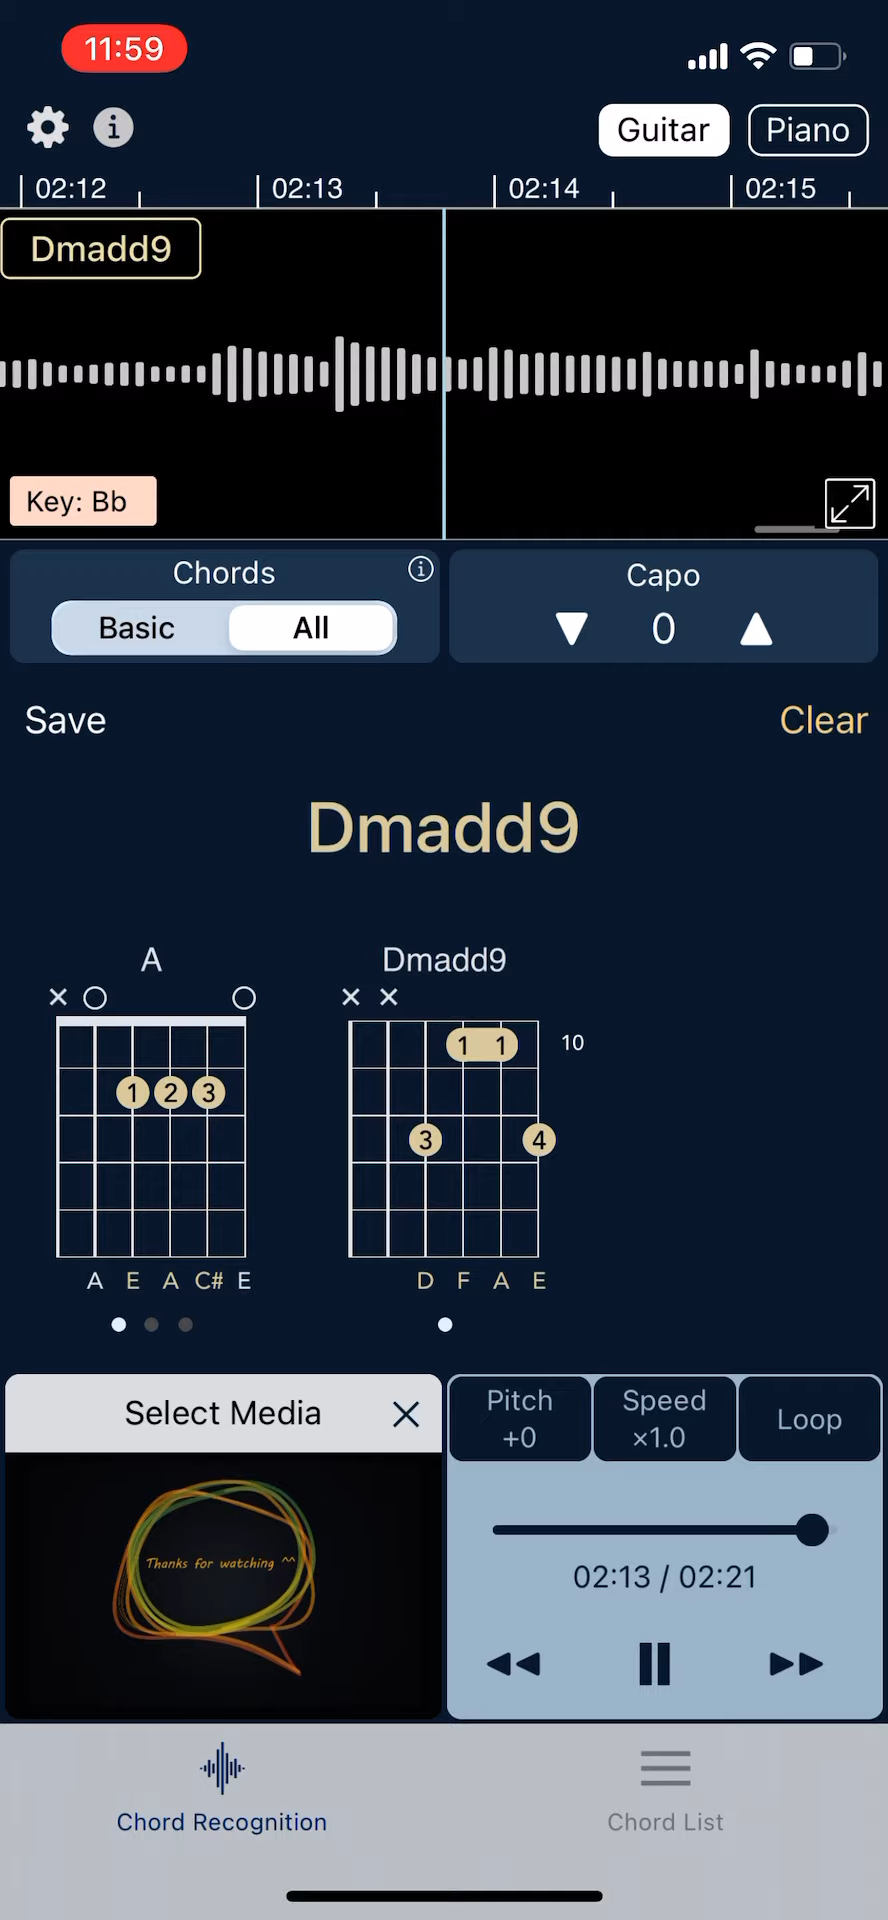 11:59
Guitar Piano
02:12 02:13 02:14 02:15
Dmadd9
Key: Bb
Chords
Capo
Basic All
0
Save
Clear
Dmadd9
A
Dmadd9
1 1
10
1 2 3
3 4
A E A C# E
D F A E
Select Media
Pitch
+0
Speed
×1.0
Loop
Thanks for watching ^^
02:13 / 02:21
Chord Recognition
Chord List